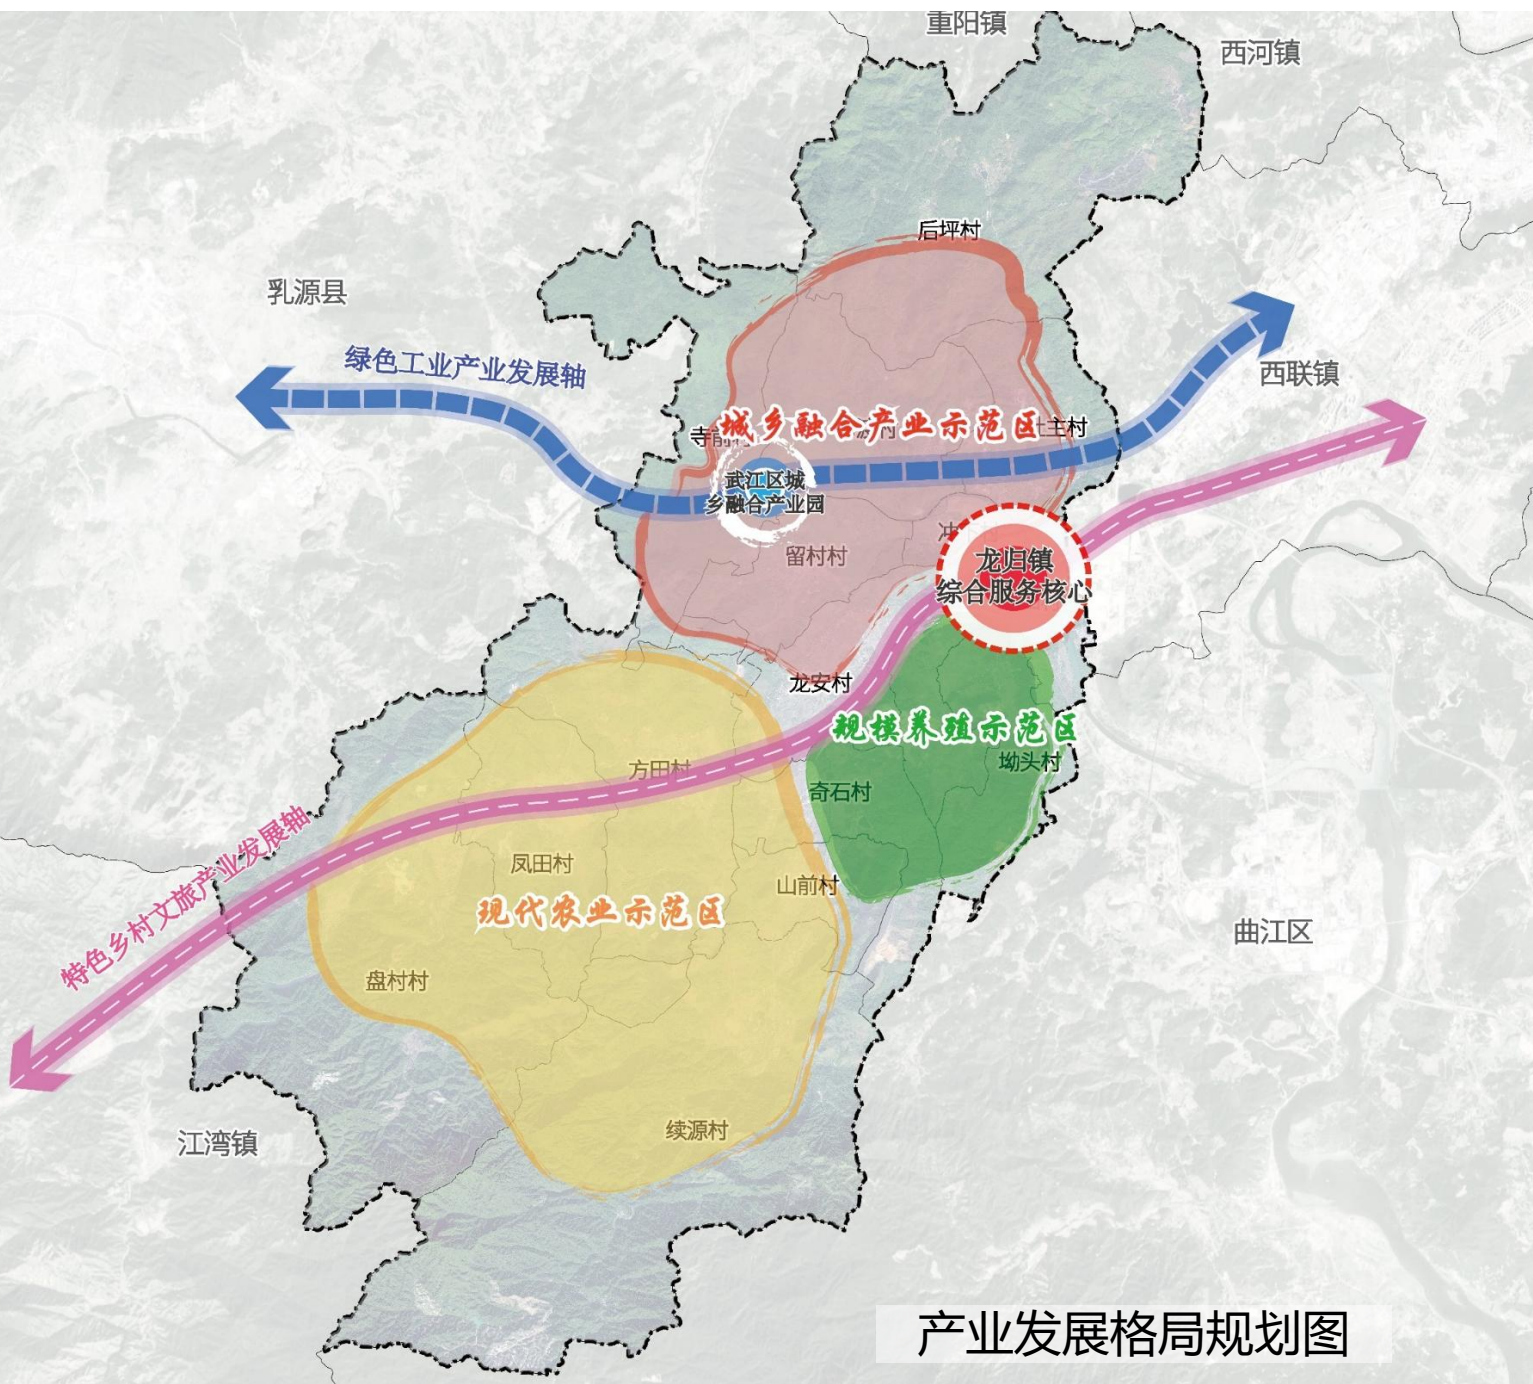 重阳镇
西河镇
后坪村
乳源县
绿色工业产业发展轴
西联镇
城乡融合产业示范区
寺前
主村
武江区城
乡融合产业园
冲
留村村
龙归镇
综合服务核心
龙安村
规模养殖示范区
坳头村
方田村
奇石村
特色乡村文旅产业发展轴
凤田村
山前村
现代农业示范区
曲江区
盘村村
续源村
江湾镇
产业发展格局规划图